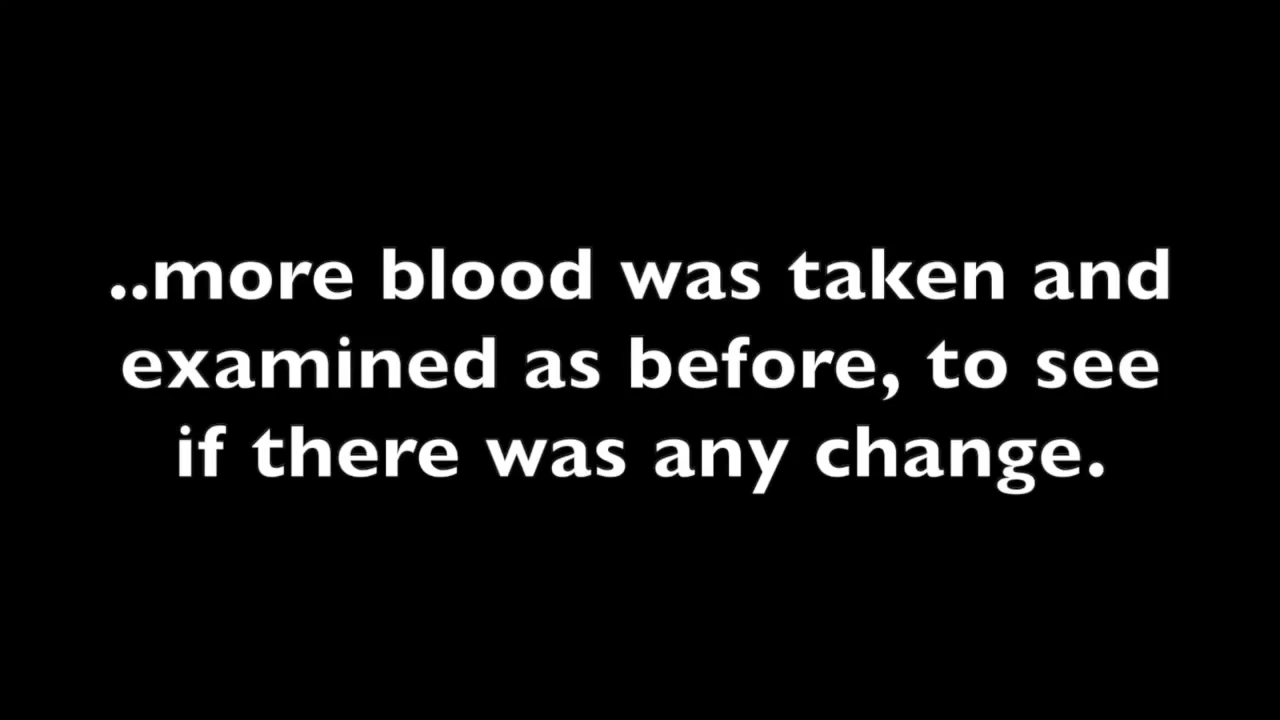 ..more blood was taken and
examined as before, to see
if there was any change.